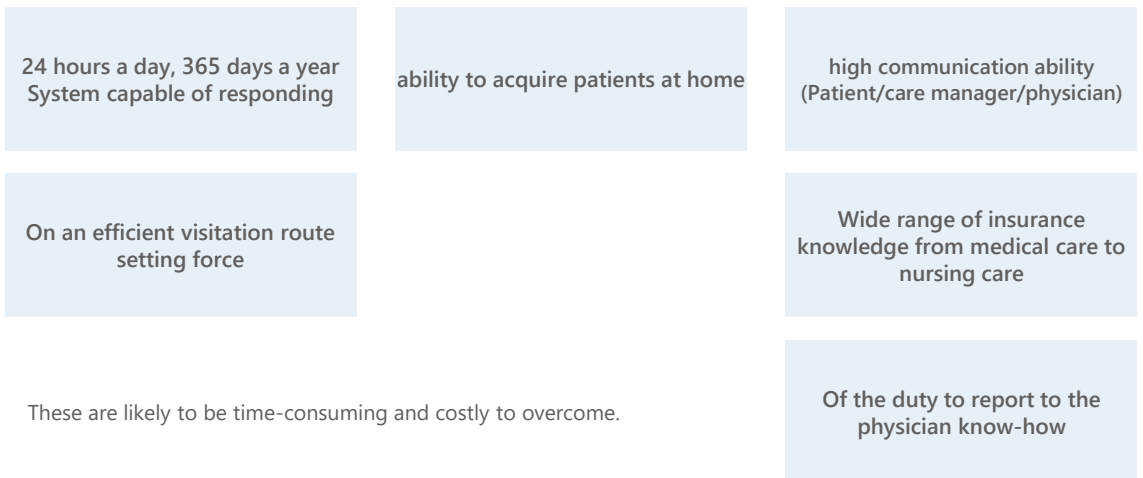 24 hours a day, 365 days a year
System capable of responding
ability to acquire patients at home
high communication ability
(Patient/care manager/physician)
On an efficient visitation route
setting force
Wide range of insurance
knowledge from medical care to
nursing care
These are likely to be time-consuming and costly to overcome.
Of the duty to report to the
physician know-how